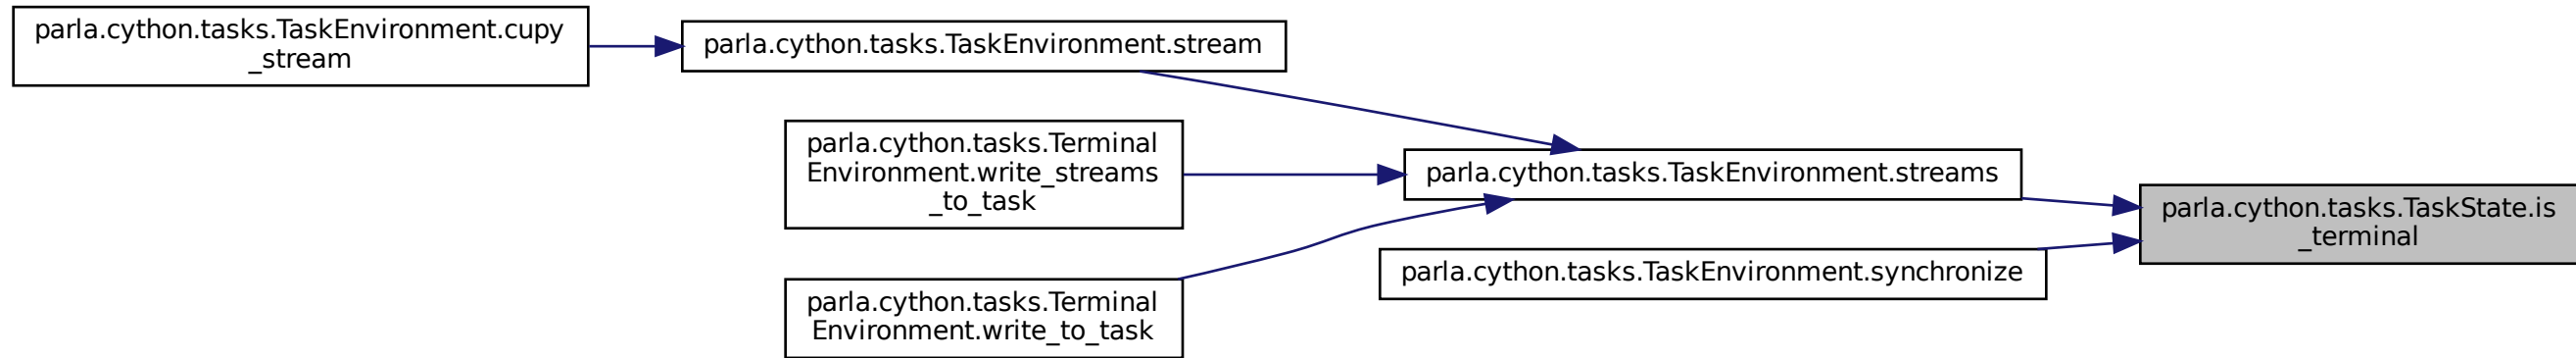 parla.cython.tasks.TaskEnvironment.cupy
_stream
parla.cython.tasks.TaskEnvironment.stream
parla.cython.tasks.Terminal
Environment.write_streams
_to_task
parla.cython.tasks.Terminal
Environment.write_to_task
parla.cython.tasks.TaskEnvironment.streams
parla.cython.tasks.TaskEnvironment.synchronize
parla.cython.tasks.TaskState.is
_terminal